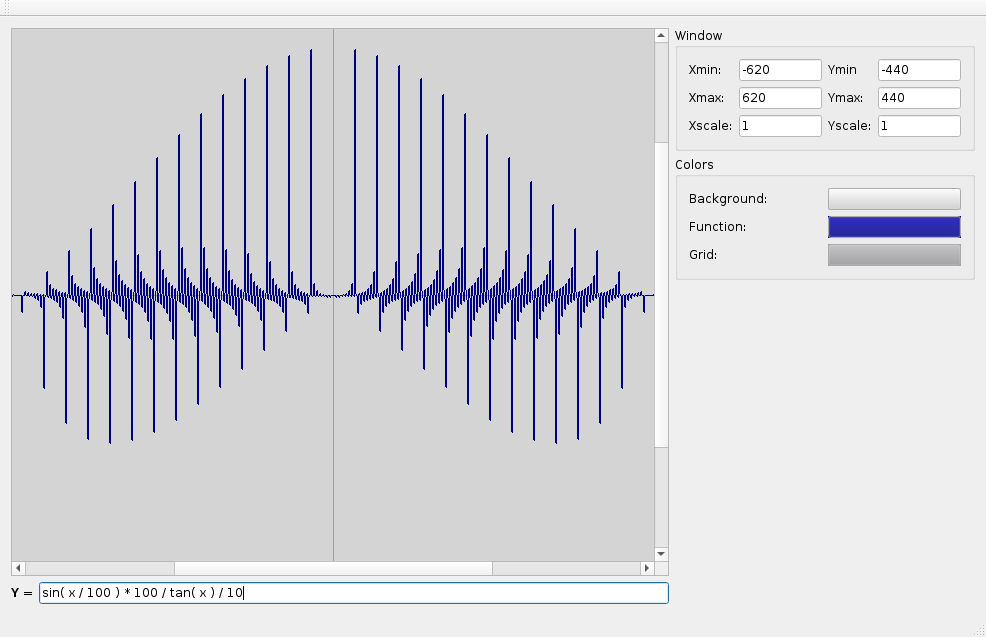 Window
Xmin: -620 Ymin -440
Xmax: 620 Ymax: 440
Xscale: 1 Yscale: 1
Colors
Background:
Function:
Grid:
Y = sin( x / 100 ) * 100 / tan( x ) / 10